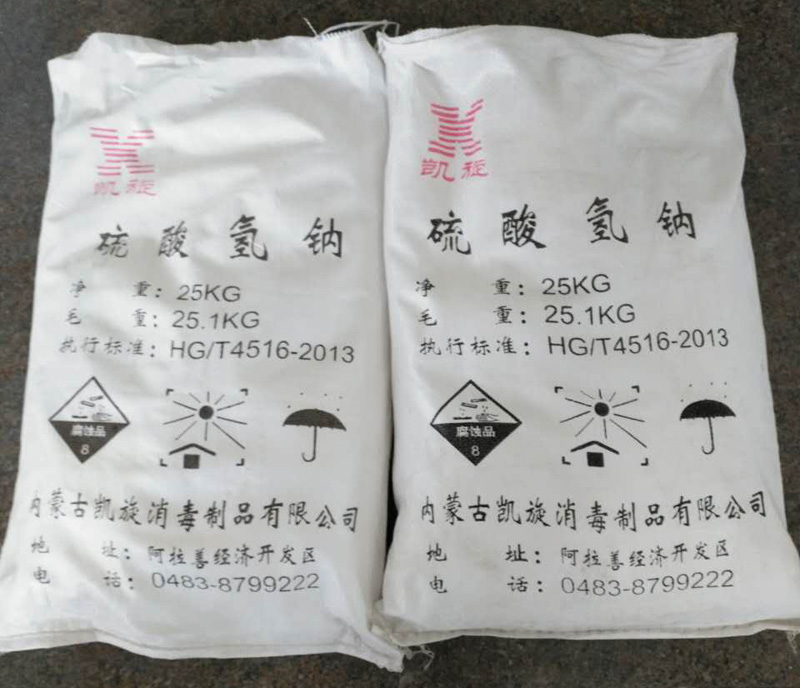 凯旋
硫酸氢钠
净 重：25KG
毛 重：25.1KG
执行标准：HG/T4516-2013
腐蚀品
8
内蒙古凯旋消毒制品有限公司
地 址：阿拉善经济开发区
电 话：0483-8799222
凯旋
硫酸氢钠
净 重：25KG
毛 重：25.1KG
执行标准：HG/T4516-2013
腐蚀品
8
内蒙古凯旋消毒制品有限公司
地 址：阿拉善经济开发区
电 话：0483-8799222